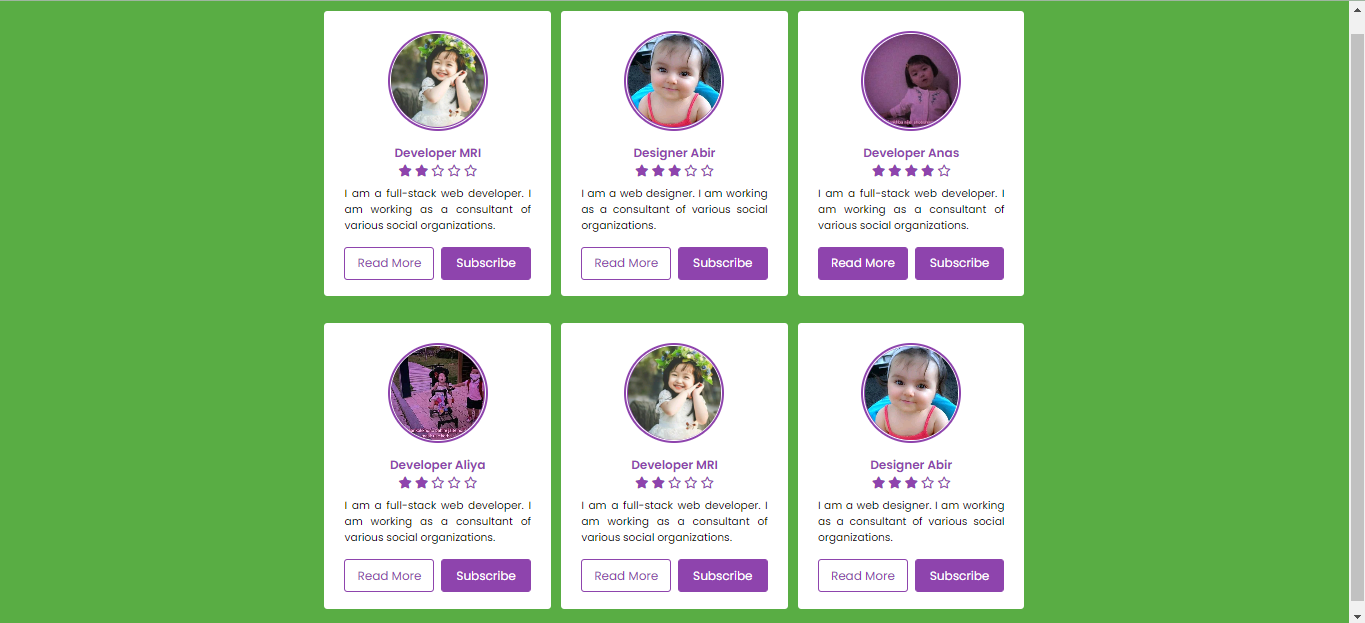 Developer MRI
I am a full-stack web developer. I
am working as a consultant of
various social organizations.
Read More Subscribe
Designer Abir
I am a web designer. I am working
as a consultant of various social
organizations.
Read More Subscribe
Developer Anas
I am a full-stack web developer. I
am working as a consultant of
various social organizations.
Read More Subscribe
Developer Aliya
I am a full-stack web developer. I
am working as a consultant of
various social organizations.
Read More Subscribe
Developer MRI
I am a full-stack web developer. I
am working as a consultant of
various social organizations.
Read More Subscribe
Designer Abir
I am a web designer. I am working
as a consultant of various social
organizations.
Read More Subscribe